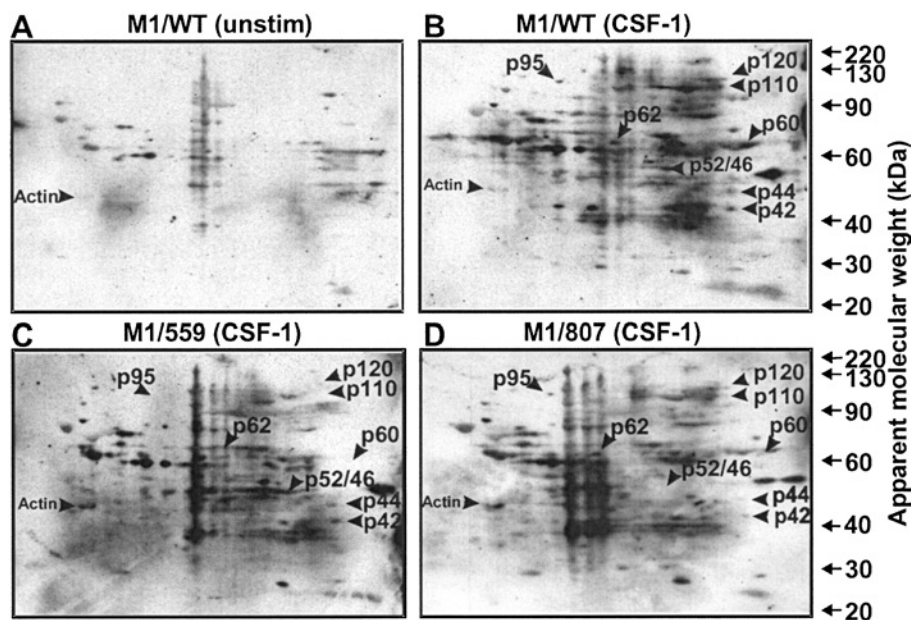 A M1/WT (unstim)
Actin
B M1/WT (CSF-1)
p95
p120
p110
p62
p60
p52/46
Actin
p44
p42
220
130
90
60
40
30
20
C M1/559 (CSF-1)
p95
p120
p110
p62
p60
p52/46
Actin
p44
p42
D M1/807 (CSF-1)
p95
p120
p110
p62
p60
p52/46
Actin
p44
p42
220
130
90
60
40
30
20
Apparent molecular weight (kDa)